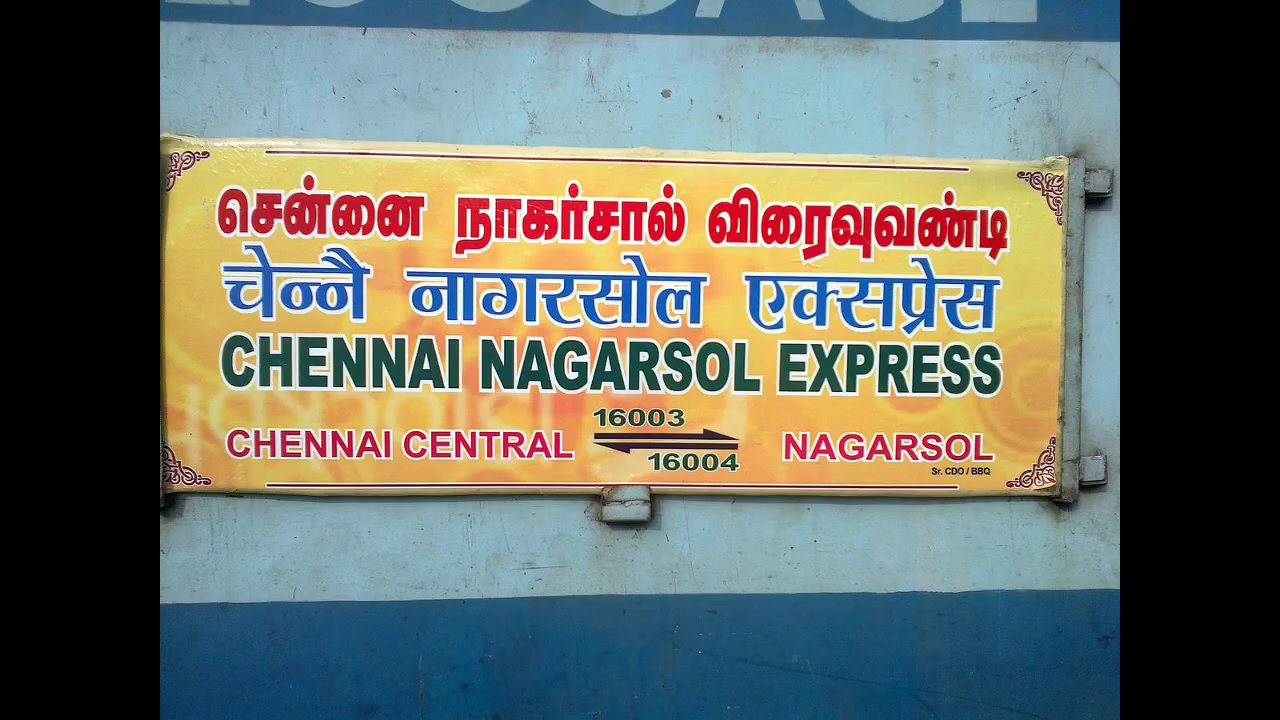 சென்னை நாகர்சால் விரைவுவண்டி
चेन्नै नागरसोल एक्सप्रेस
CHENNAI NAGARSOL EXPRESS
16003
CHENNAI CENTRAL NAGARSOL
16004
Sr. CDO / BBQ